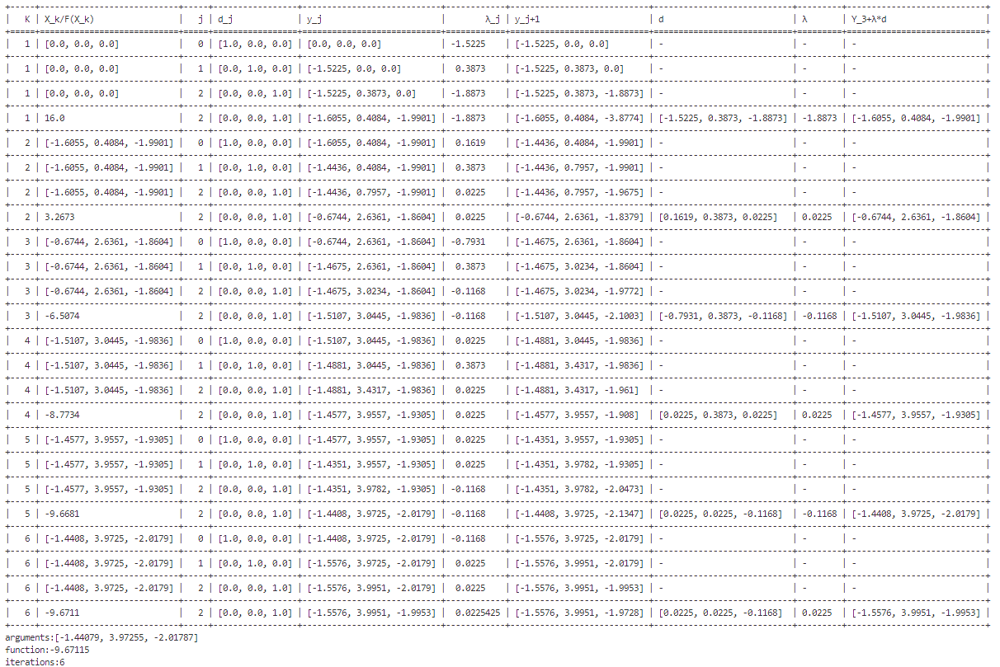 | K | X_k/F(X_k) | j | d_j | y_j | λ_j | y_j+1 | d | λ | Y_3+λ*d |
| 1 | [0.0, 0.0, 0.0] | 0 | [1.0, 0.0, 0.0] | [0.0, 0.0, 0.0] | -1.5225 | [-1.5225, 0.0, 0.0] | - | - | - |
| 1 | [0.0, 0.0, 0.0] | 1 | [0.0, 1.0, 0.0] | [-1.5225, 0.0, 0.0] | 0.3873 | [-1.5225, 0.3873, 0.0] | - | - | - |
| 1 | [0.0, 0.0, 0.0] | 2 | [0.0, 0.0, 1.0] | [-1.5225, 0.3873, 0.0] | -1.8873 | [-1.5225, 0.3873, -1.8873] | - | - | - |
| 1 | 16.0 | 2 | [0.0, 0.0, 1.0] | [-1.6055, 0.4084, -1.9901] | -1.8873 | [-1.6055, 0.4084, -3.8774] | [-1.5225, 0.3873, -1.8873] | -1.8873 | [-1.6055, 0.4084, -1.9901] |
| 2 | [-1.6055, 0.4084, -1.9901] | 0 | [1.0, 0.0, 0.0] | [-1.6055, 0.4084, -1.9901] | 0.1619 | [-1.4436, 0.4084, -1.9901] | - | - | - |
| 2 | [-1.6055, 0.4084, -1.9901] | 1 | [0.0, 1.0, 0.0] | [-1.4436, 0.4084, -1.9901] | 0.3873 | [-1.4436, 0.7957, -1.9901] | - | - | - |
| 2 | [-1.6055, 0.4084, -1.9901] | 2 | [0.0, 0.0, 1.0] | [-1.4436, 0.7957, -1.9901] | 0.0225 | [-1.4436, 0.7957, -1.9675] | - | - | - |
| 2 | 3.2673 | 2 | [0.0, 0.0, 1.0] | [-0.6744, 2.6361, -1.8604] | 0.0225 | [-0.6744, 2.6361, -1.8379] | [0.1619, 0.3873, 0.0225] | 0.0225 | [-0.6744, 2.6361, -1.8604] |
| 3 | [-0.6744, 2.6361, -1.8604] | 0 | [1.0, 0.0, 0.0] | [-0.6744, 2.6361, -1.8604] | -0.7931 | [-1.4675, 2.6361, -1.8604] | - | - | - |
| 3 | [-0.6744, 2.6361, -1.8604] | 1 | [0.0, 1.0, 0.0] | [-1.4675, 2.6361, -1.8604] | 0.3873 | [-1.4675, 3.0234, -1.8604] | - | - | - |
| 3 | [-0.6744, 2.6361, -1.8604] | 2 | [0.0, 0.0, 1.0] | [-1.4675, 3.0234, -1.8604] | -0.1168 | [-1.4675, 3.0234, -1.9772] | - | - | - |
| 3 | -6.5074 | 2 | [0.0, 0.0, 1.0] | [-1.5107, 3.0445, -1.9836] | -0.1168 | [-1.5107, 3.0445, -2.1003] | [-0.7931, 0.3873, -0.1168] | -0.1168 | [-1.5107, 3.0445, -1.9836] |
| 4 | [-1.5107, 3.0445, -1.9836] | 0 | [1.0, 0.0, 0.0] | [-1.5107, 3.0445, -1.9836] | 0.0225 | [-1.4881, 3.0445, -1.9836] | - | - | - |
| 4 | [-1.5107, 3.0445, -1.9836] | 1 | [0.0, 1.0, 0.0] | [-1.4881, 3.0445, -1.9836] | 0.3873 | [-1.4881, 3.4317, -1.9836] | - | - | - |
| 4 | [-1.5107, 3.0445, -1.9836] | 2 | [0.0, 0.0, 1.0] | [-1.4881, 3.4317, -1.9836] | 0.0225 | [-1.4881, 3.4317, -1.961] | - | - | - |
| 4 | -8.7734 | 2 | [0.0, 0.0, 1.0] | [-1.4577, 3.9557, -1.9305] | 0.0225 | [-1.4577, 3.9557, -1.908] | [0.0225, 0.3873, 0.0225] | 0.0225 | [-1.4577, 3.9557, -1.9305] |
| 5 | [-1.4577, 3.9557, -1.9305] | 0 | [1.0, 0.0, 0.0] | [-1.4577, 3.9557, -1.9305] | 0.0225 | [-1.4351, 3.9557, -1.9305] | - | - | - |
| 5 | [-1.4577, 3.9557, -1.9305] | 1 | [0.0, 1.0, 0.0] | [-1.4351, 3.9557, -1.9305] | 0.0225 | [-1.4351, 3.9782, -1.9305] | - | - | - |
| 5 | [-1.4577, 3.9557, -1.9305] | 2 | [0.0, 0.0, 1.0] | [-1.4351, 3.9782, -1.9305] | -0.1168 | [-1.4351, 3.9782, -2.0473] | - | - | - |
| 5 | -9.6681 | 2 | [0.0, 0.0, 1.0] | [-1.4408, 3.9725, -2.0179] | -0.1168 | [-1.4408, 3.9725, -2.1347] | [0.0225, 0.0225, -0.1168] | -0.1168 | [-1.4408, 3.9725, -2.0179] |
| 6 | [-1.4408, 3.9725, -2.0179] | 0 | [1.0, 0.0, 0.0] | [-1.4408, 3.9725, -2.0179] | -0.1168 | [-1.5576, 3.9725, -2.0179] | - | - | - |
| 6 | [-1.4408, 3.9725, -2.0179] | 1 | [0.0, 1.0, 0.0] | [-1.5576, 3.9725, -2.0179] | 0.0225 | [-1.5576, 3.9951, -2.0179] | - | - | - |
| 6 | [-1.4408, 3.9725, -2.0179] | 2 | [0.0, 0.0, 1.0] | [-1.5576, 3.9951, -2.0179] | 0.0225 | [-1.5576, 3.9951, -1.9953] | - | - | - |
| 6 | -9.6711 | 2 | [0.0, 0.0, 1.0] | [-1.5576, 3.9951, -1.9953] | 0.0225425 | [-1.5576, 3.9951, -1.9728] | [0.0225, 0.0225, -0.1168] | 0.0225 | [-1.5576, 3.9951, -1.9953] |
arguments:[-1.44079, 3.97255, -2.01787]
function:-9.67115
iterations:6